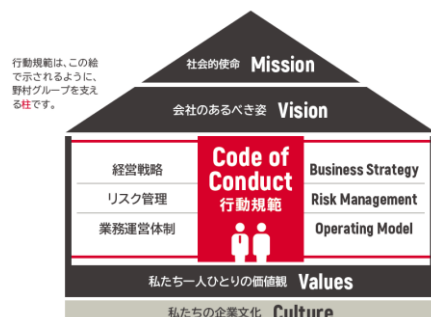 行動規範は、この絵
で示されるように、
野村グループを支え
る柱です。
社会的使命 Mission
会社のあるべき姿 Vision
Code of
Conduct
行動規範
経営戦略
リスク管理
業務運営体制
Business Strategy
Risk Management
Operating Model
私たち一人ひとりの価値観 Values
私たちの企業文化 Culture